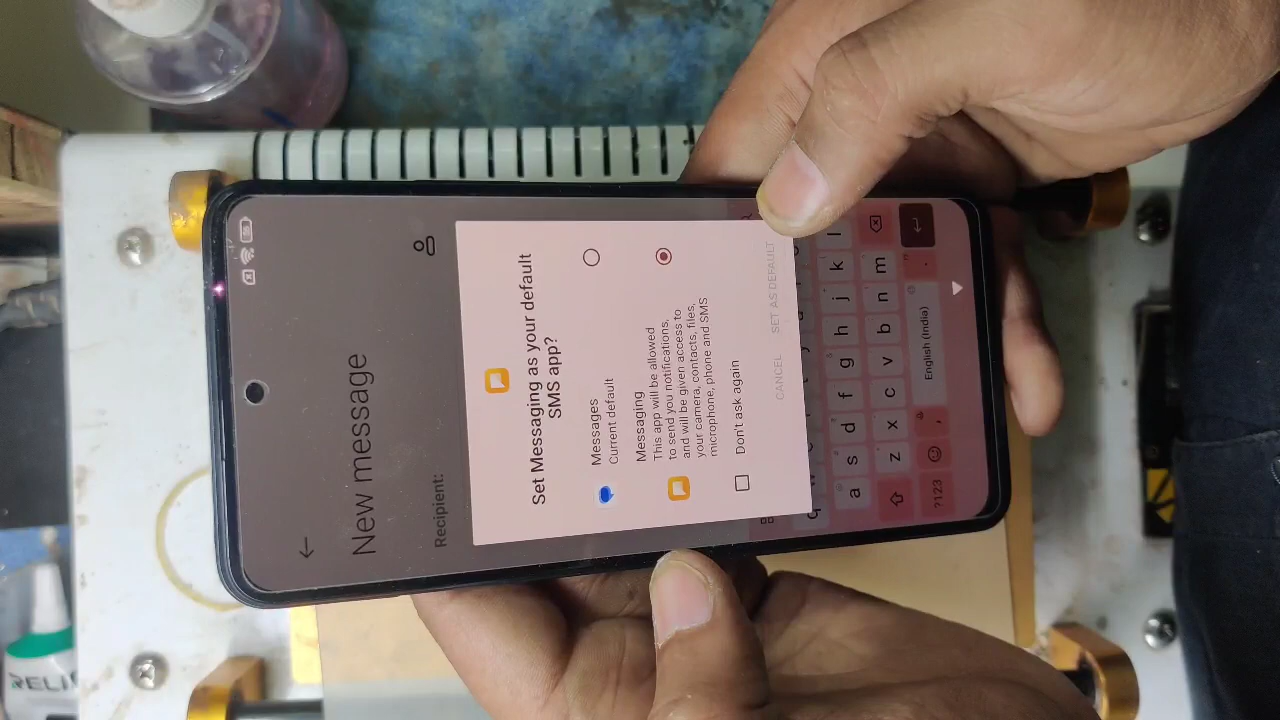 New message
Recipient:
Set Messaging as your default
SMS app?
Messages
Current default
Messaging
This app will be allowed
to send you notifications,
and will be given access to
your camera, contacts, files,
microphone, phone and SMS
Don't ask again
CANCEL SET AS DEFAULT
a s d f g h j k l
z x c v b n m
?123 , English (India) .